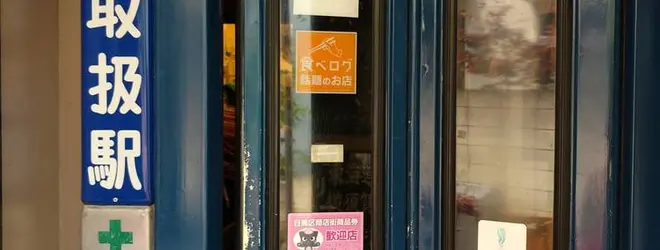 取扱駅
食べログ
話題のお店
目黒区商店街商品券
歓迎店